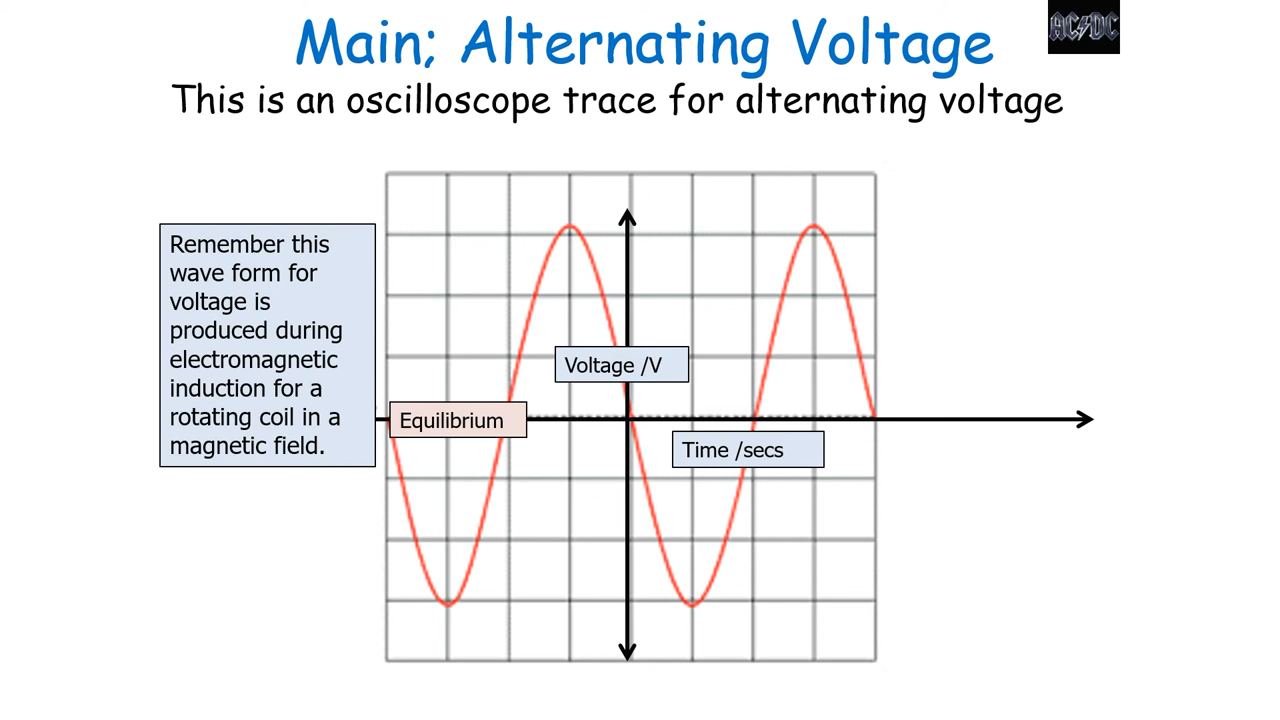 Main; Alternating Voltage
AC/DC
This is an oscilloscope trace for alternating voltage
Remember this
wave form for
voltage is
produced during
electromagnetic
induction for a
rotating coil in a
magnetic field.
Voltage /V
Equilibrium
Time /secs